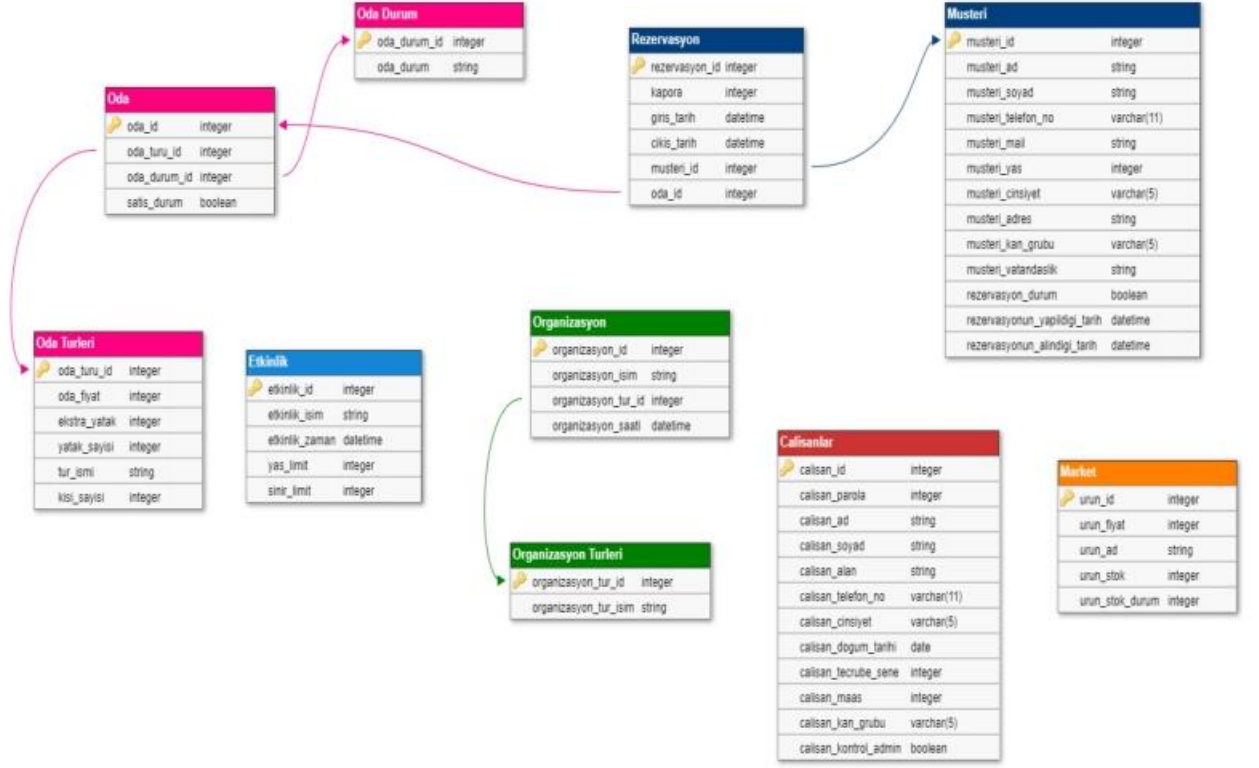 Oda Durum
oda_durum_id integer
oda_durum string
Rezervasyon
rezervasyon_id integer
kapora integer
giris_tarih datetime
cikis_tarih datetime
musteri_id integer
oda_id integer
Musteri
musteri_id integer
musteri_ad string
musteri_soyad string
musteri_telefon_no varchar(11)
musteri_mail string
musteri_yas integer
musteri_cinsiyet varchar(5)
musteri_adres string
musteri_kan_grubu varchar(5)
musteri_vatandaslik string
rezervasyon_durum boolean
rezervasyonun_yapildigi_tarih datetime
rezervasyonun_alindigi_tarih datetime
Oda
oda_id integer
oda_turu_id integer
oda_durum_id integer
satis_durum boolean
Oda Turleri
oda_turu_id integer
oda_fiyat integer
ekstra_yatak integer
yatak_sayisi integer
tur_ismi string
kisi_sayisi integer
Etkinlik
etkinlik_id integer
etkinlik_isim string
etkinlik_zaman datetime
yas_limit integer
sinir_limit integer
Organizasyon
organizasyon_id integer
organizasyon_isim string
organizasyon_tur_id integer
organizasyon_saati datetime
Organizasyon Turleri
organizasyon_tur_id integer
organizasyon_tur_isim string
Calisanlar
calisan_id integer
calisan_parola integer
calisan_ad string
calisan_soyad string
calisan_alan string
calisan_telefon_no varchar(11)
calisan_cinsiyet varchar(5)
calisan_dogum_tarihi date
calisan_tecrube_sene integer
calisan_maas integer
calisan_kan_grubu varchar(5)
calisan_kontrol_admin boolean
Market
urun_id integer
urun_fiyat integer
urun_ad string
urun_stok integer
urun_stok_durum integer